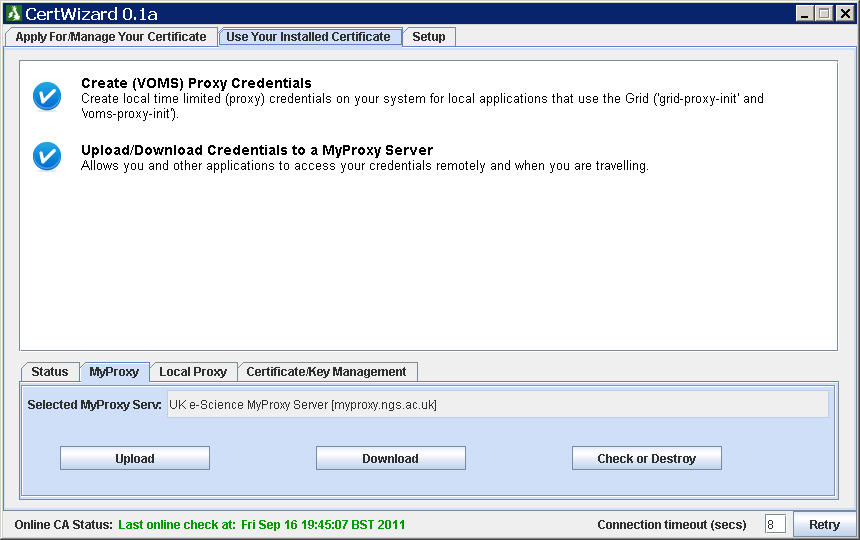 CertWizard 0.1a
Apply For/Manage Your Certificate
Use Your Installed Certificate
Setup
Create (VOMS) Proxy Credentials
Create local time limited (proxy) credentials on your system for local applications that use the Grid ('grid-proxy-init' and
'voms-proxy-init').
Upload/Download Credentials to a MyProxy Server
Allows you and other applications to access your credentials remotely and when you are travelling.
Status
MyProxy
Local Proxy
Certificate/Key Management
Selected MyProxy Serv: UK e-Science MyProxy Server [myproxy.ngs.ac.uk]
Upload
Download
Check or Destroy
Online CA Status: Last online check at: Fri Sep 16 19:45:07 BST 2011
Connection timeout (secs) 8
Retry